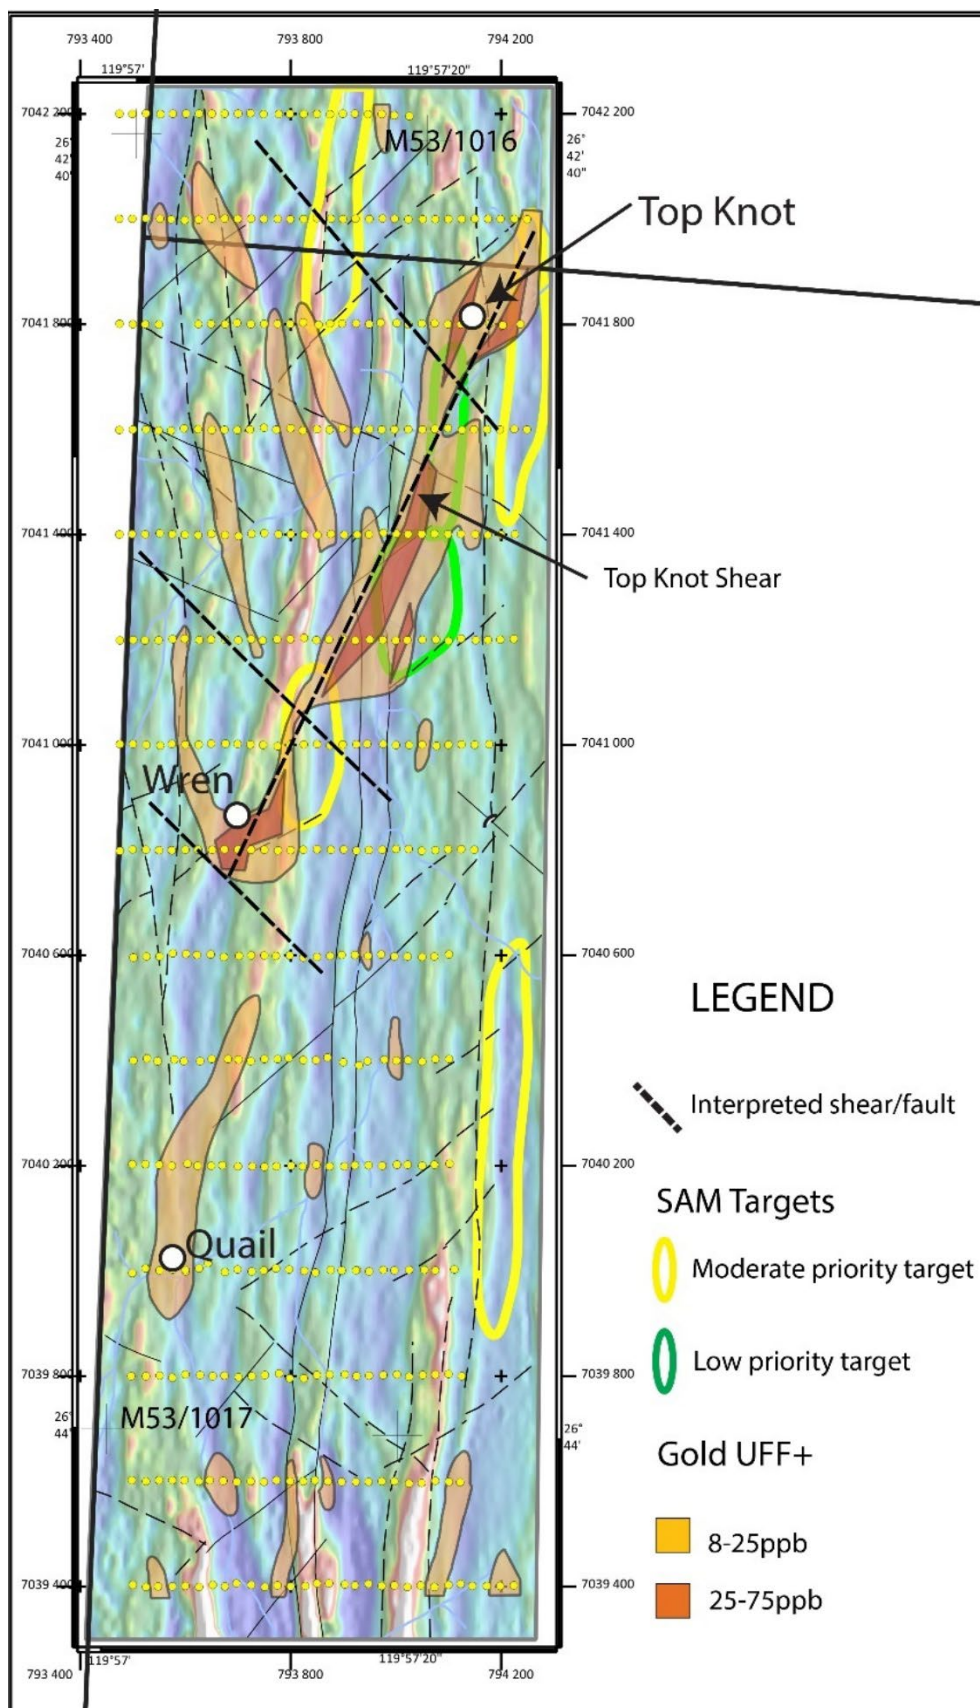 793 400
793 800
794 200
119°57'
119°57'20"
7042 200
7042 200
26°
42'
40'
26°
42'
40"
M53/1016
Top Knot
7041 800
7041 800
7041 400
7041 400
Top Knot Shear
7041 000
7041 000
Wren
7040 600
7040 600
LEGEND
Interpreted shear/fault
7040 200
7040 200
SAM Targets
Quail
Moderate priority target
Low priority target
7039 800
7039 800
M53/1017
26°
44'
26°
44'
Gold UFF+
8-25ppb
7039 400
7039 400
25-75ppb
119°57'
119°57'20"
793 400
793 800
794 200